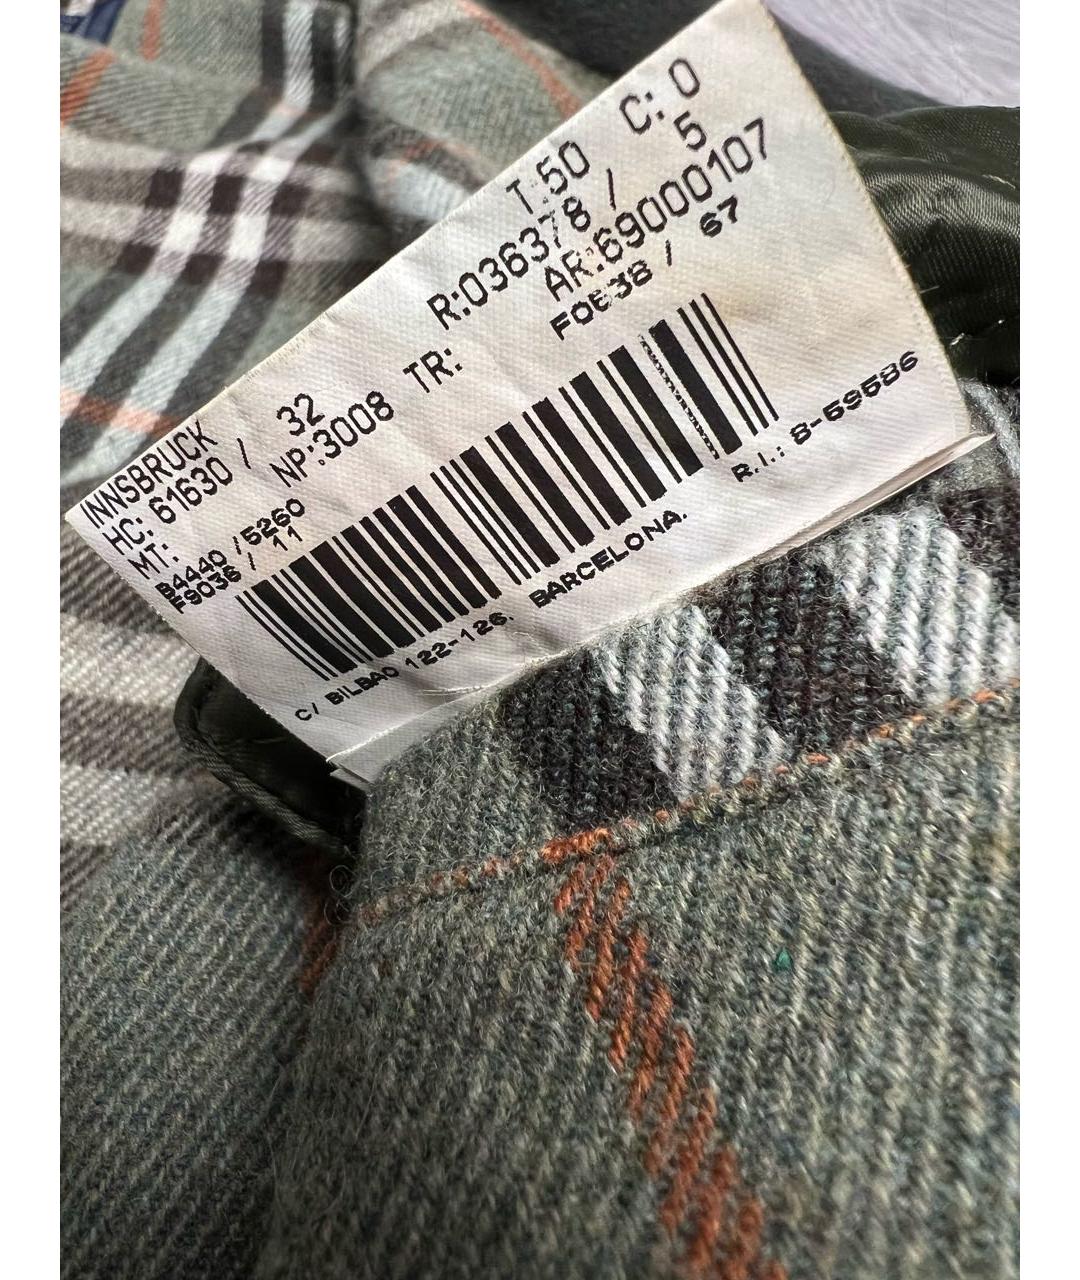 INNSBRUCK T:50 C: 0
HC: 61630 / 32 R:036378 / 5
MT: NP:3008 TR: AR:69000107
B4440 /5260
F9036 / 11 / 67
R.I.: 8-59586
C/ BILBAO 122-126. BARCELONA.